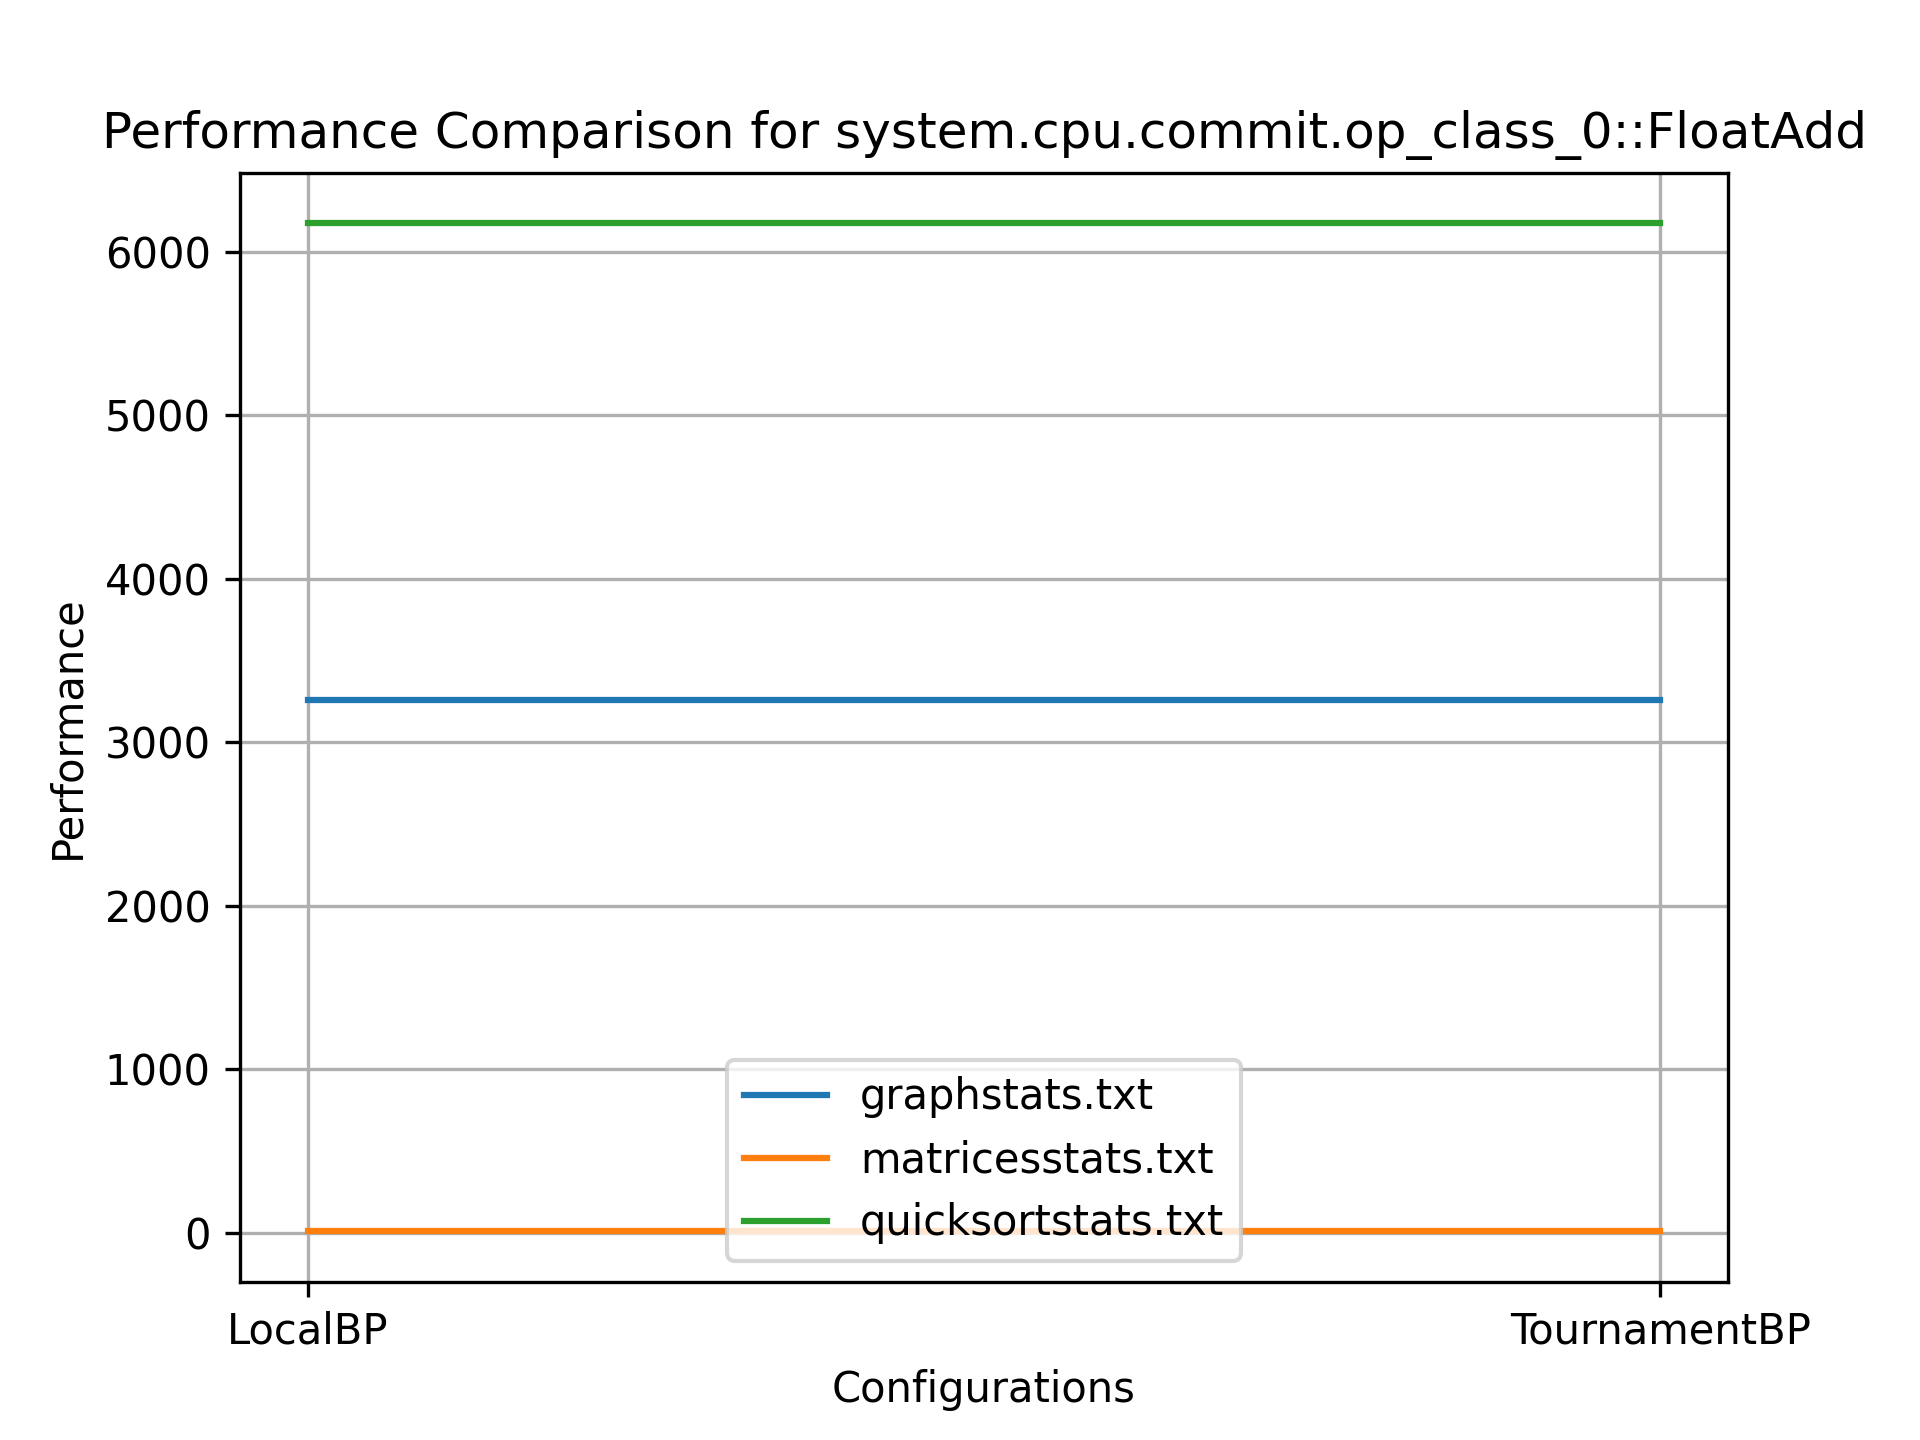 Performance Comparison for system.cpu.commit.op_class_0::FloatAdd
6000
5000
4000
3000
2000
1000
0
Performance
graphstats.txt
matricesstats.txt
quicksortstats.txt
LocalBP
TournamentBP
Configurations